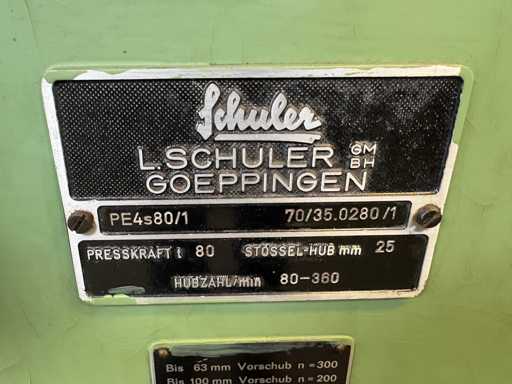 Schuler
L.SCHULER GM BH
GOEPPINGEN
PE4s80/1 70/35.0280/1
PRESSKRAFT t 80 STÖSSEL-HUB mm 25
HUBZAHL/min 80-360
Bis 63 mm Vorschub n = 300
Bis 100 mm Vorschub n = 200